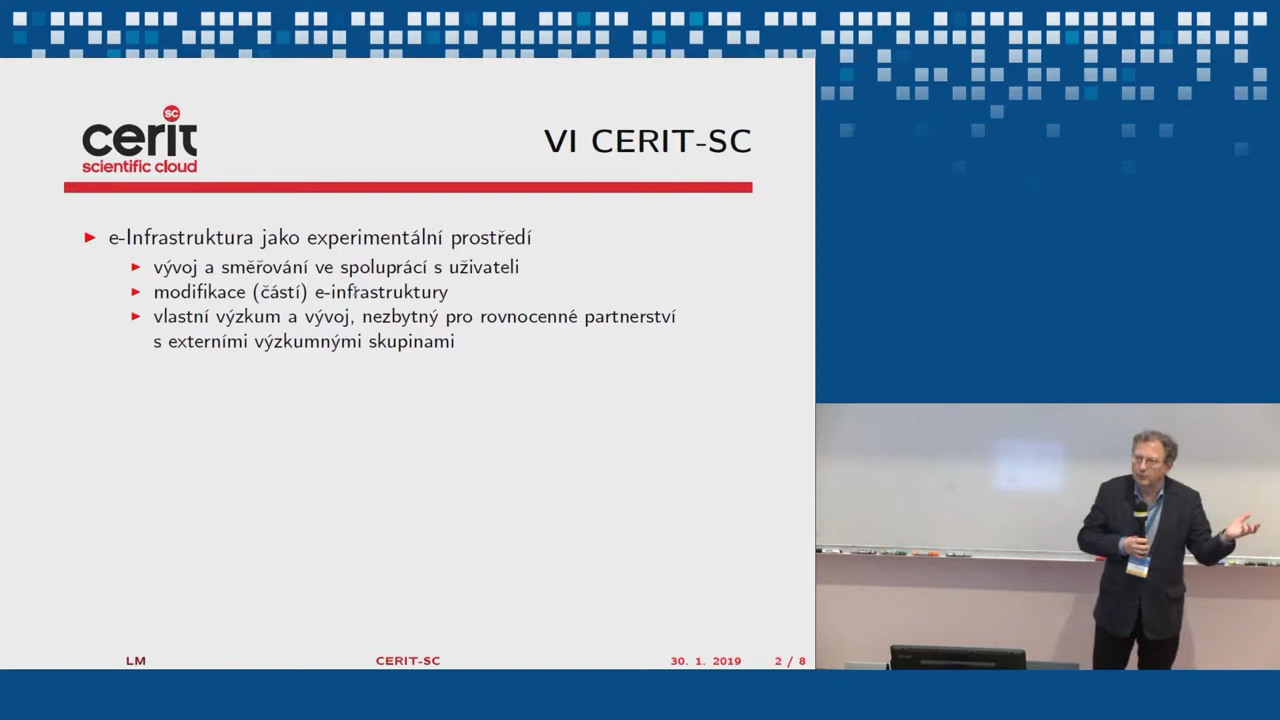 sc
cerit
scientific cloud
VI CERIT-SC
e-Infrastruktura jako experimentální prostředí
vývoj a směřování ve spoluprácí s uživateli
modifikace (částí) e-infrastruktury
vlastní výzkum a vývoj, nezbytný pro rovnocenné partnerství
s externími výzkumnými skupinami
LM CERIT-SC 30. 1. 2019 2 / 8